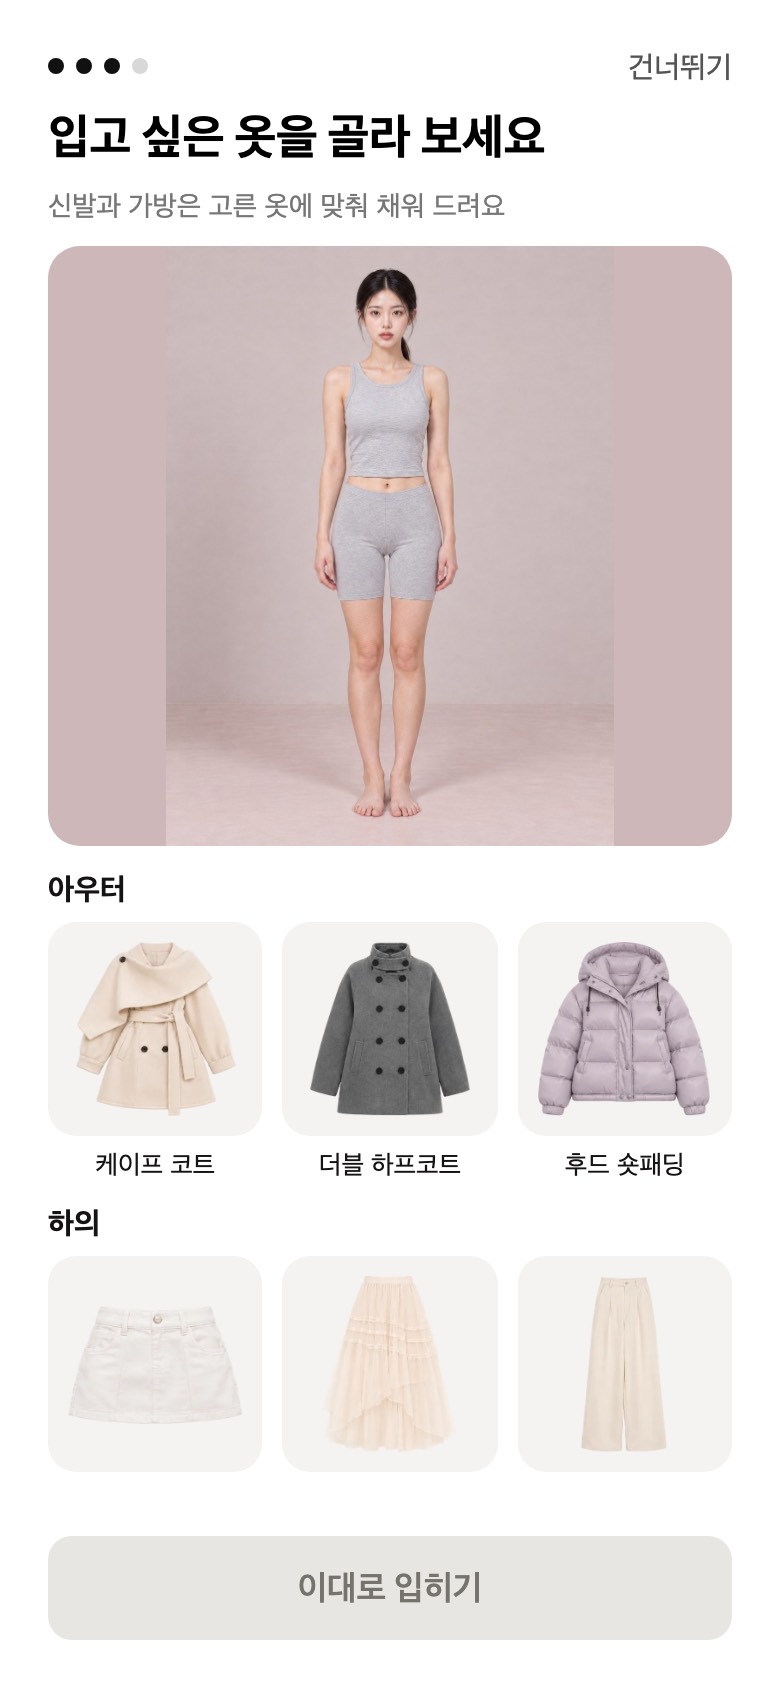 건너뛰기
입고 싶은 옷을 골라 보세요
신발과 가방은 고른 옷에 맞춰 채워 드려요
아우터
케이프 코트
더블 하프코트
후드 숏패딩
하의
이대로 입히기